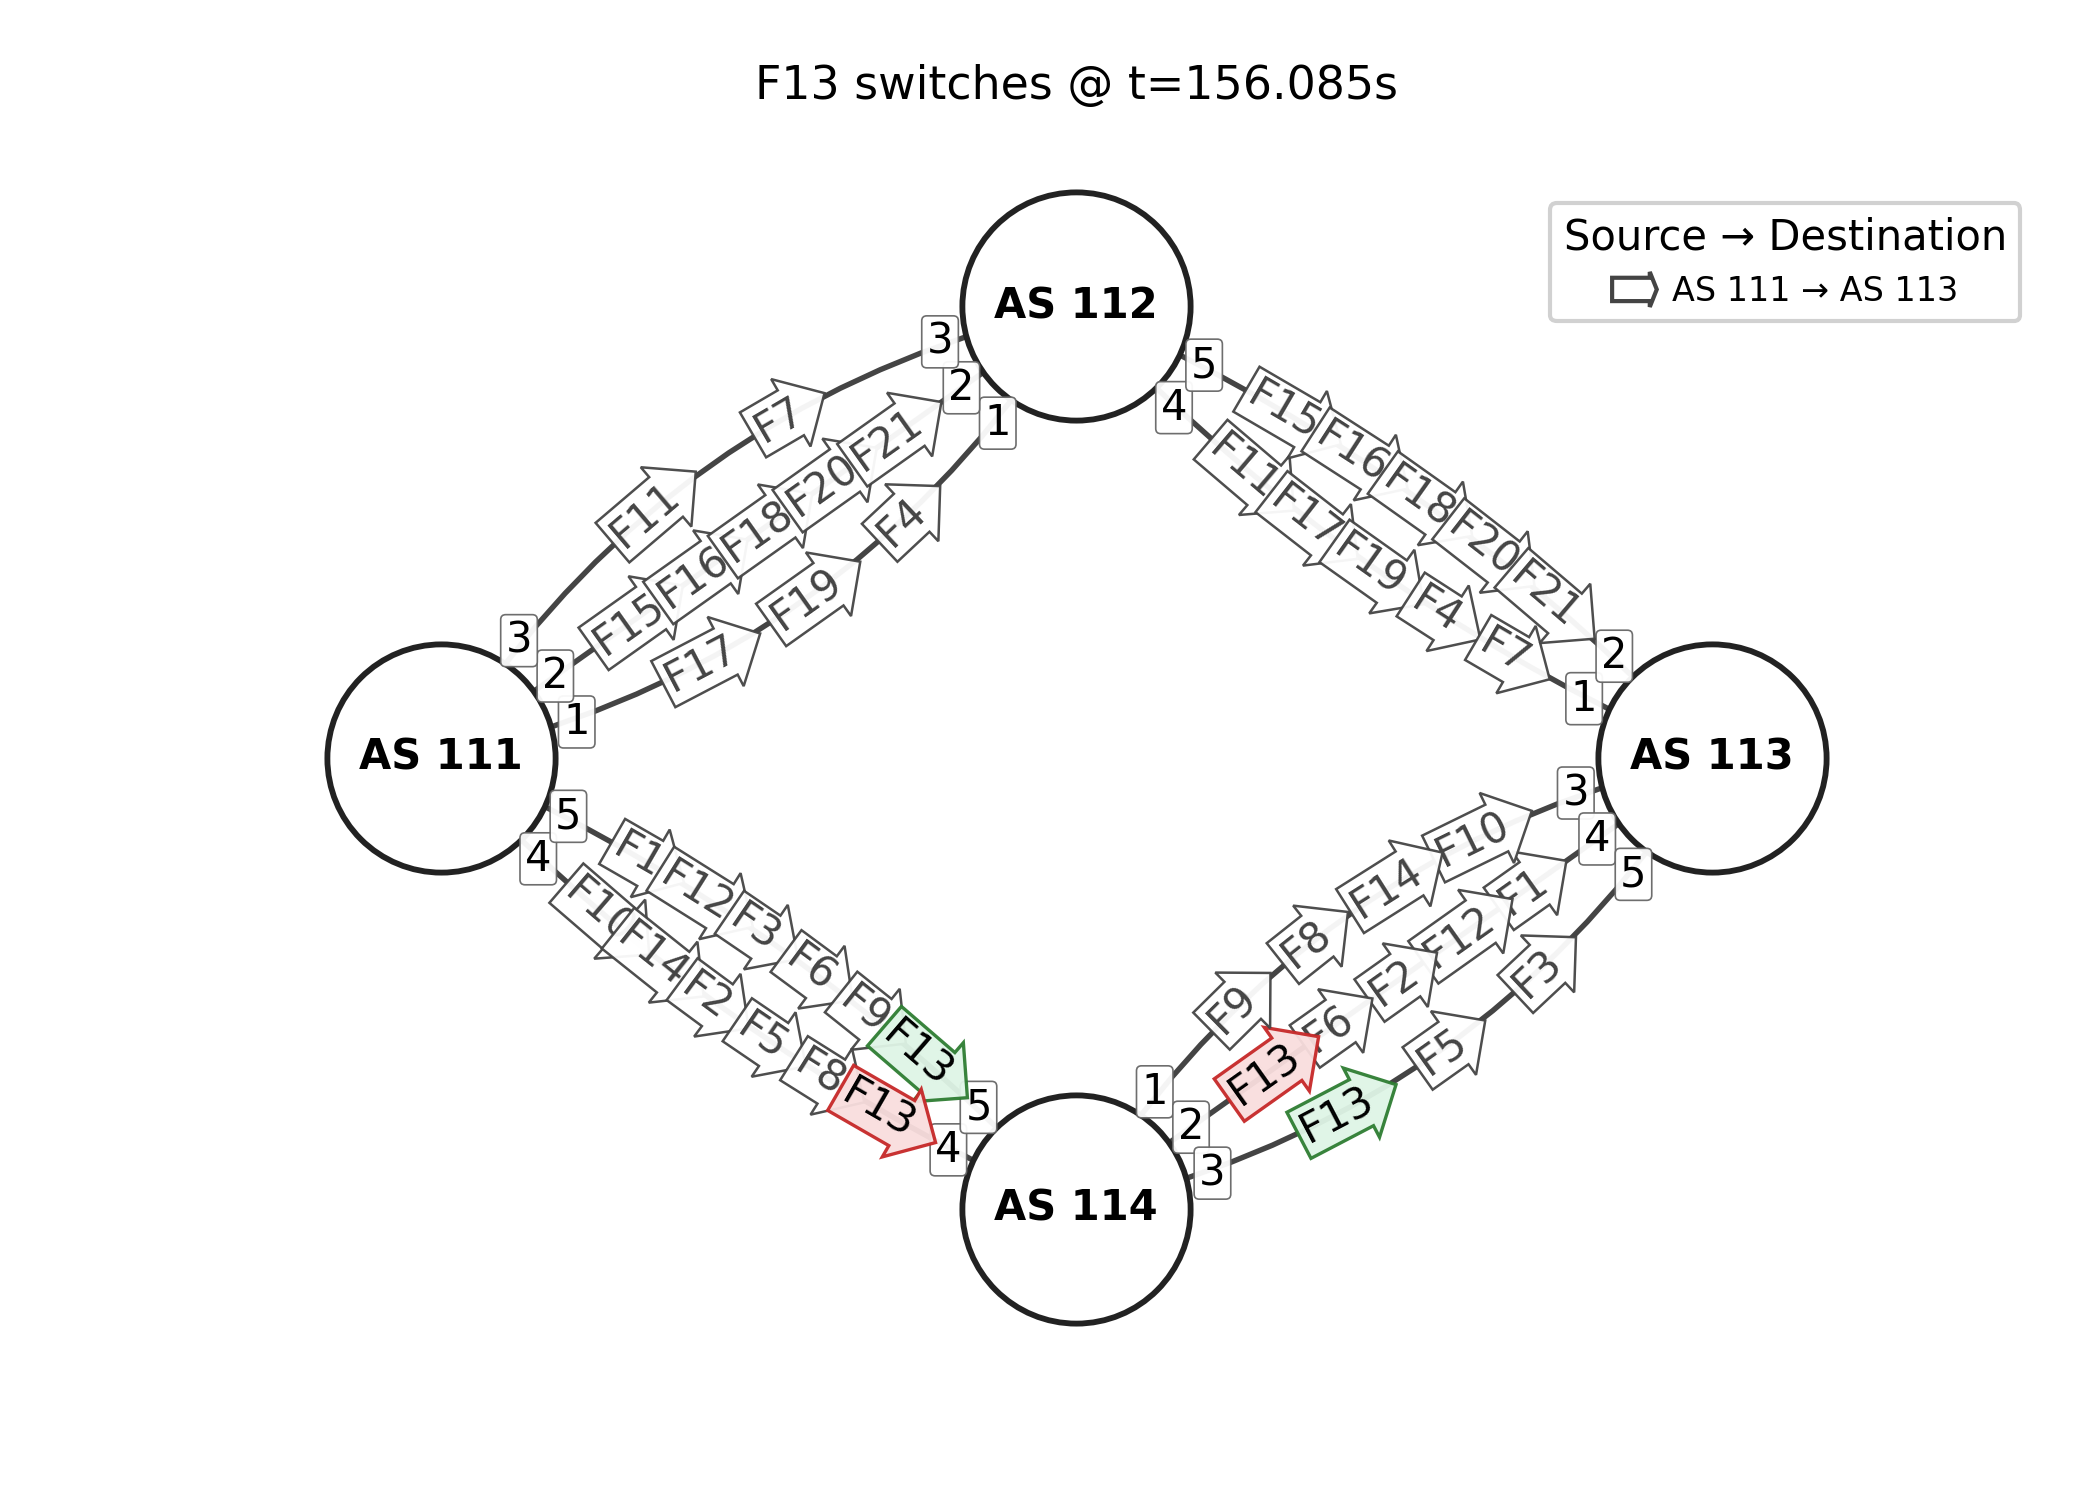 F13 switches @ t=156.085s
Source → Destination
AS 111 → AS 113
AS 112
3
2
1
5
4
F7
F11
F21
F20
F18
F16
F15
F4
F19
F17
F15
F16
F18
F20
F21
F11
F17
F19
F4
F7
3
2
1
2
1
AS 111
AS 113
5
4
3
4
5
F1
F12
F3
F6
F9
F13
F10
F14
F2
F5
F8
F13
F10
F14
F8
F9
F1
F12
F2
F6
F13
F3
F5
F13
5
4
1
2
3
AS 114